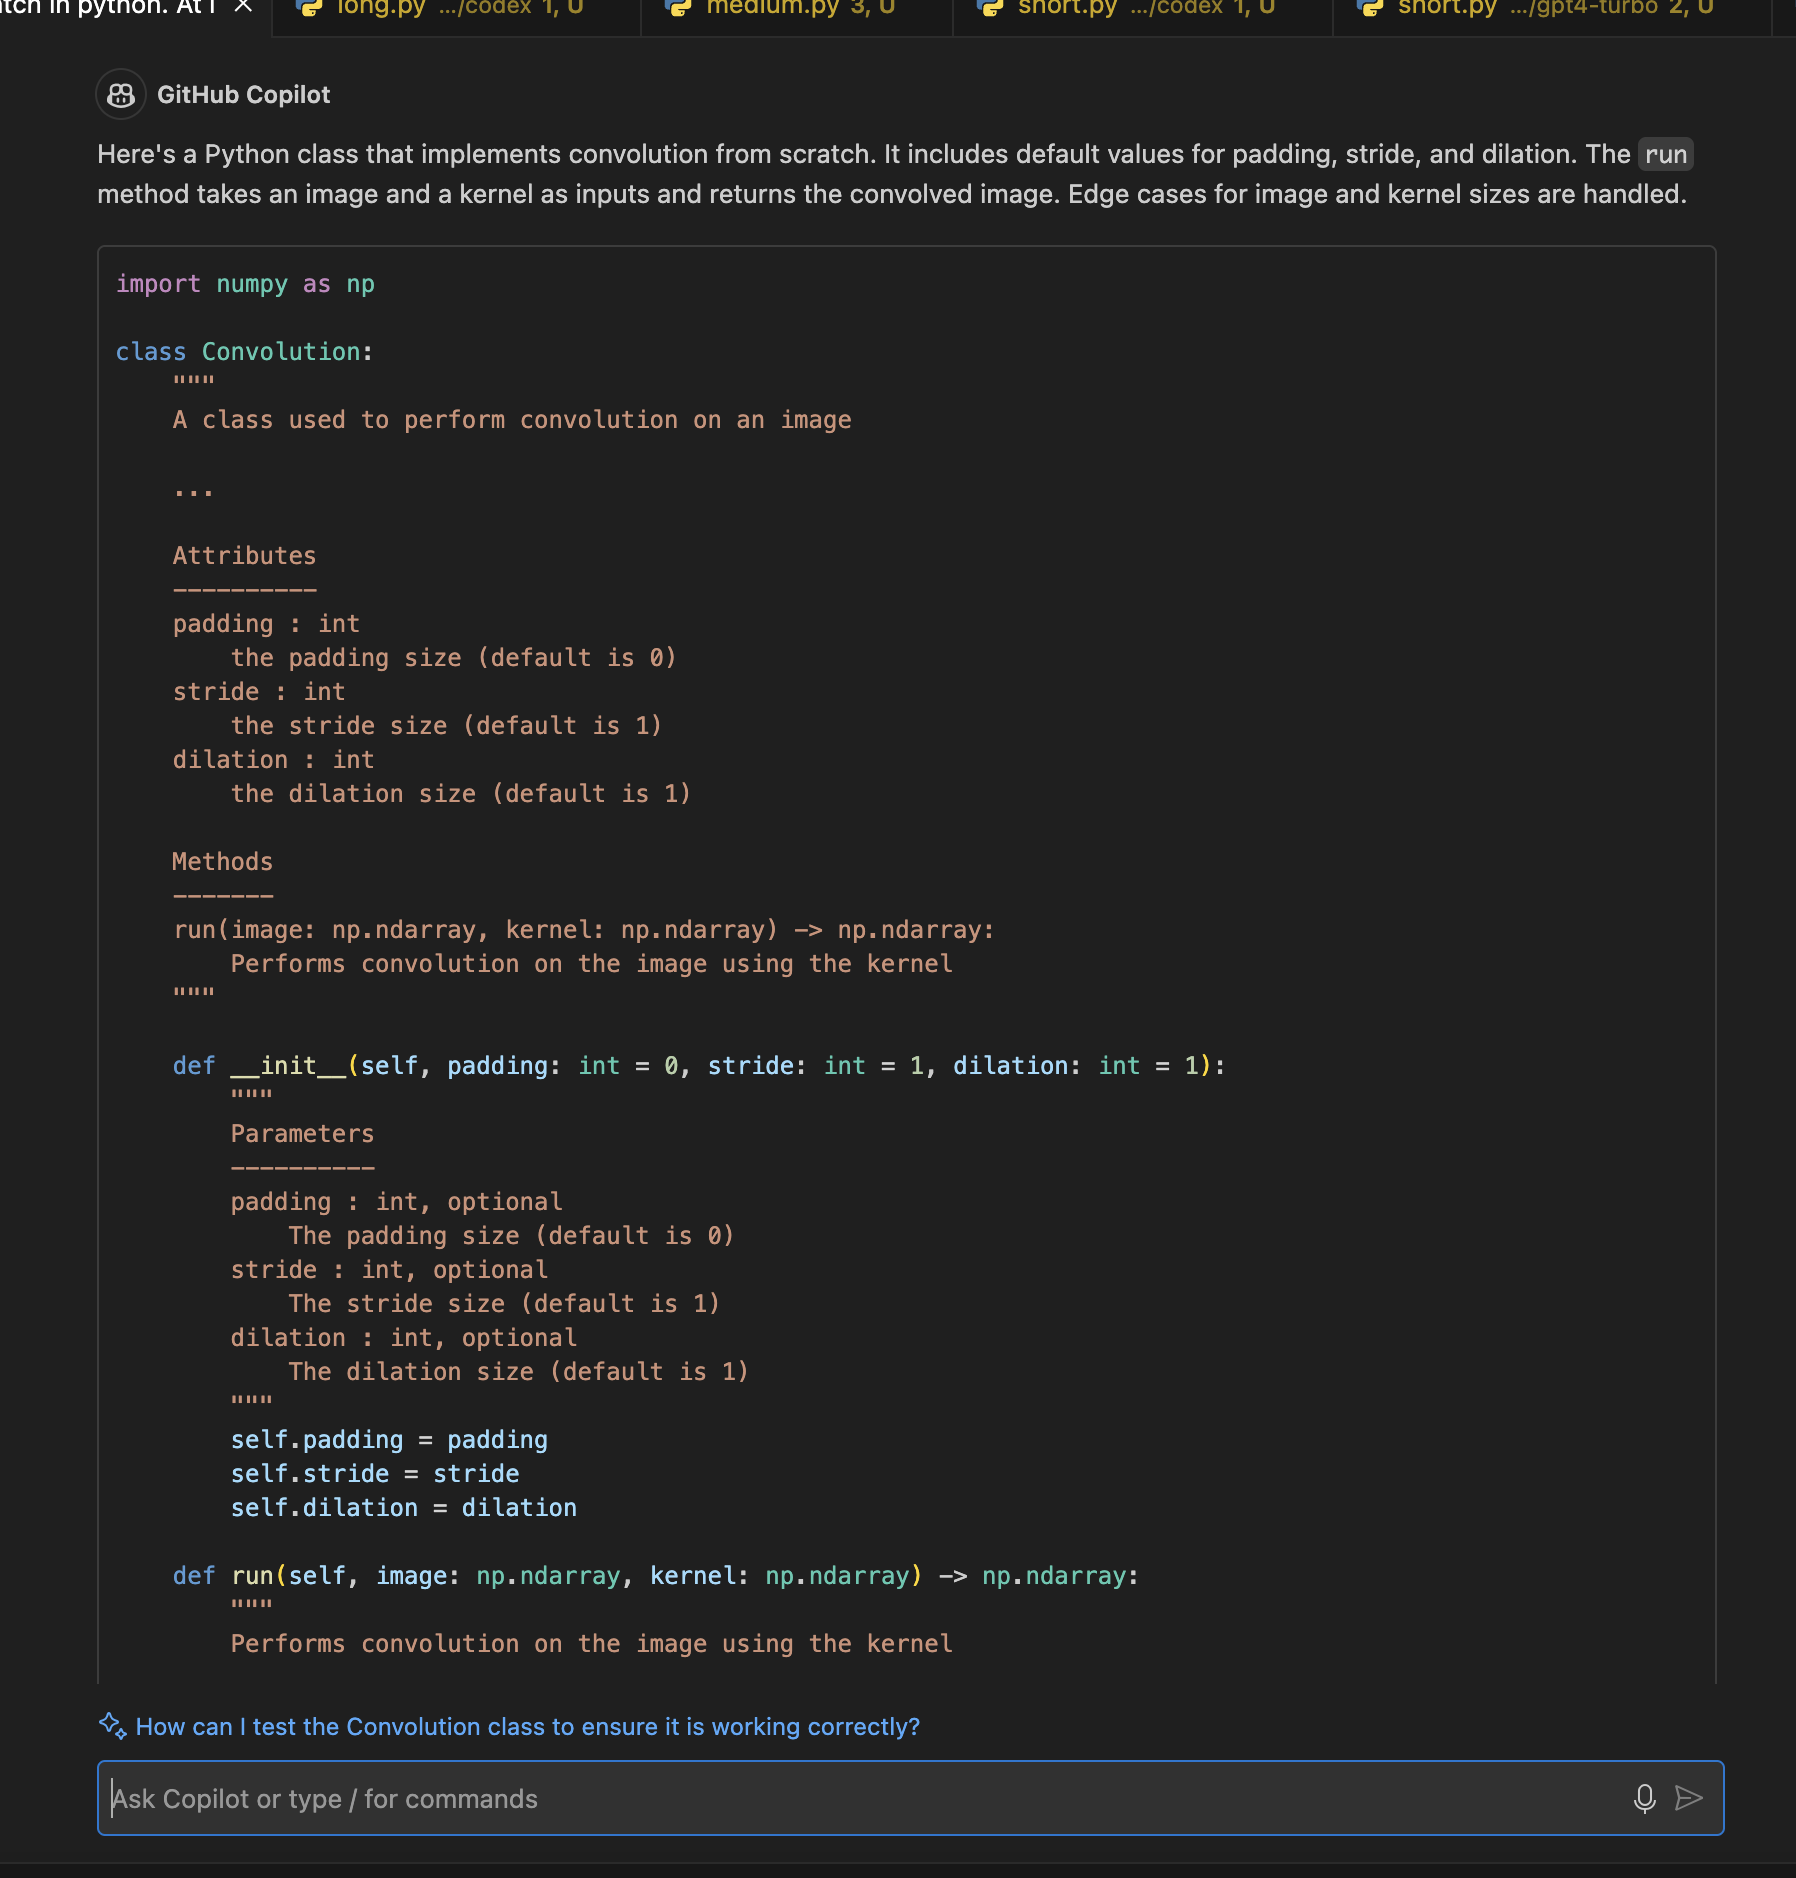 tch in python. At T
long.py .../codex 1, U
medium.py 3, U
short.py .../codex 1, U
short.py .../gpt4-turbo 2, U
GitHub Copilot
Here's a Python class that implements convolution from scratch. It includes default values for padding, stride, and dilation. The run
method takes an image and a kernel as inputs and returns the convolved image. Edge cases for image and kernel sizes are handled.
import numpy as np
class Convolution:
"""
A class used to perform convolution on an image
...
Attributes
----------
padding : int
the padding size (default is 0)
stride : int
the stride size (default is 1)
dilation : int
the dilation size (default is 1)
Methods
-------
run(image: np.ndarray, kernel: np.ndarray) -> np.ndarray:
Performs convolution on the image using the kernel
"""
def __init__(self, padding: int = 0, stride: int = 1, dilation: int = 1):
"""
Parameters
----------
padding : int, optional
The padding size (default is 0)
stride : int, optional
The stride size (default is 1)
dilation : int, optional
The dilation size (default is 1)
"""
self.padding = padding
self.stride = stride
self.dilation = dilation
def run(self, image: np.ndarray, kernel: np.ndarray) -> np.ndarray:
"""
Performs convolution on the image using the kernel
How can I test the Convolution class to ensure it is working correctly?
Ask Copilot or type / for commands